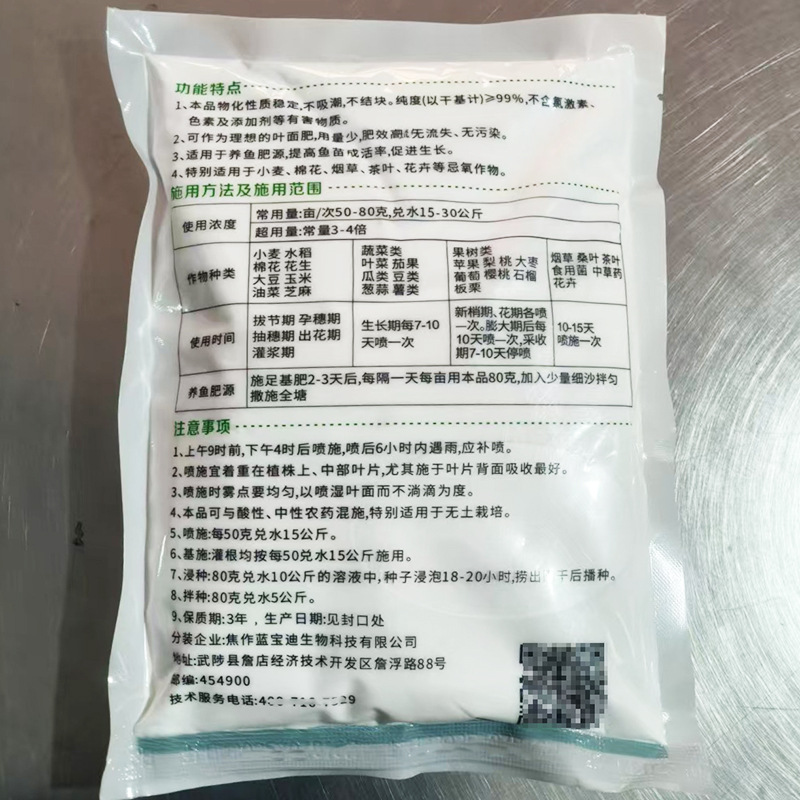 功能特点
1、本品物化性质稳定,不吸潮,不结块。纯度(以干基计)≥99%,不含氯激素、
色素及添加剂等有害物质。
2、可作为理想的叶面肥,用量少,肥效高,无流失、无污染。
3、适用于养鱼肥源,提高鱼苗成活率,促进生长。
4、特别适用于小麦、棉花、烟草、茶叶、花卉等忌氯作物。
施用方法及施用范围
使用浓度
常用量:亩/次50-80克,兑水15-30公斤
超用量:常量3-4倍
作物种类
小麦 水稻
棉花 花生
大豆 玉米
油菜 芝麻
蔬菜类
叶菜 茄果
瓜类 豆类
葱蒜 薯类
果树类
苹果 梨 桃 大枣
葡萄 樱桃 石榴
板栗
烟草 桑叶 茶叶
食用菌 中草药
花卉
使用时间
拔节期 孕穗期
抽穗期 出花期
灌浆期
生长期每7-10
天喷一次
新梢期、花期各喷
一次。膨大期后每
10天喷一次,采收
期7-10天停喷
10-15天
喷施一次
养鱼肥源
施足基肥2-3天后,每隔一天每亩用本品80克,加入少量细沙拌匀
撒施全塘
注意事项
1、上午9时前,下午4时后喷施,喷后6小时内遇雨,应补喷。
2、喷施宜着重在植株上、中部叶片,尤其施于叶片背面吸收最好。
3、喷施时雾点要均匀,以喷湿叶面而不淌滴为度。
4、本品可与酸性、中性农药混施,特别适用于无土栽培。
5、喷施:每50克兑水15公斤。
6、基施:灌根均按每50兑水15公斤施用。
7、浸种:80克兑水10公斤的溶液中,种子浸泡18-20小时,捞出 干后播种。
8、拌种:80克兑水5公斤。
9、保质期:3年,生产日期:见封口处
分装企业:焦作蓝宝迪生物科技有限公司
地址:武陟县詹店经济技术开发区詹浮路88号
邮编:454900
技术服务电话: